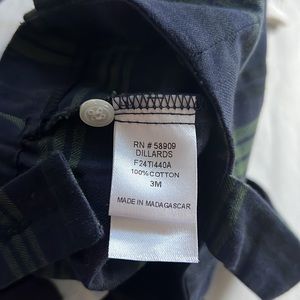 RN # 58909
DILLARDS
F24TI440A
100%COTTON
3M
MADE IN MADAGASCAR